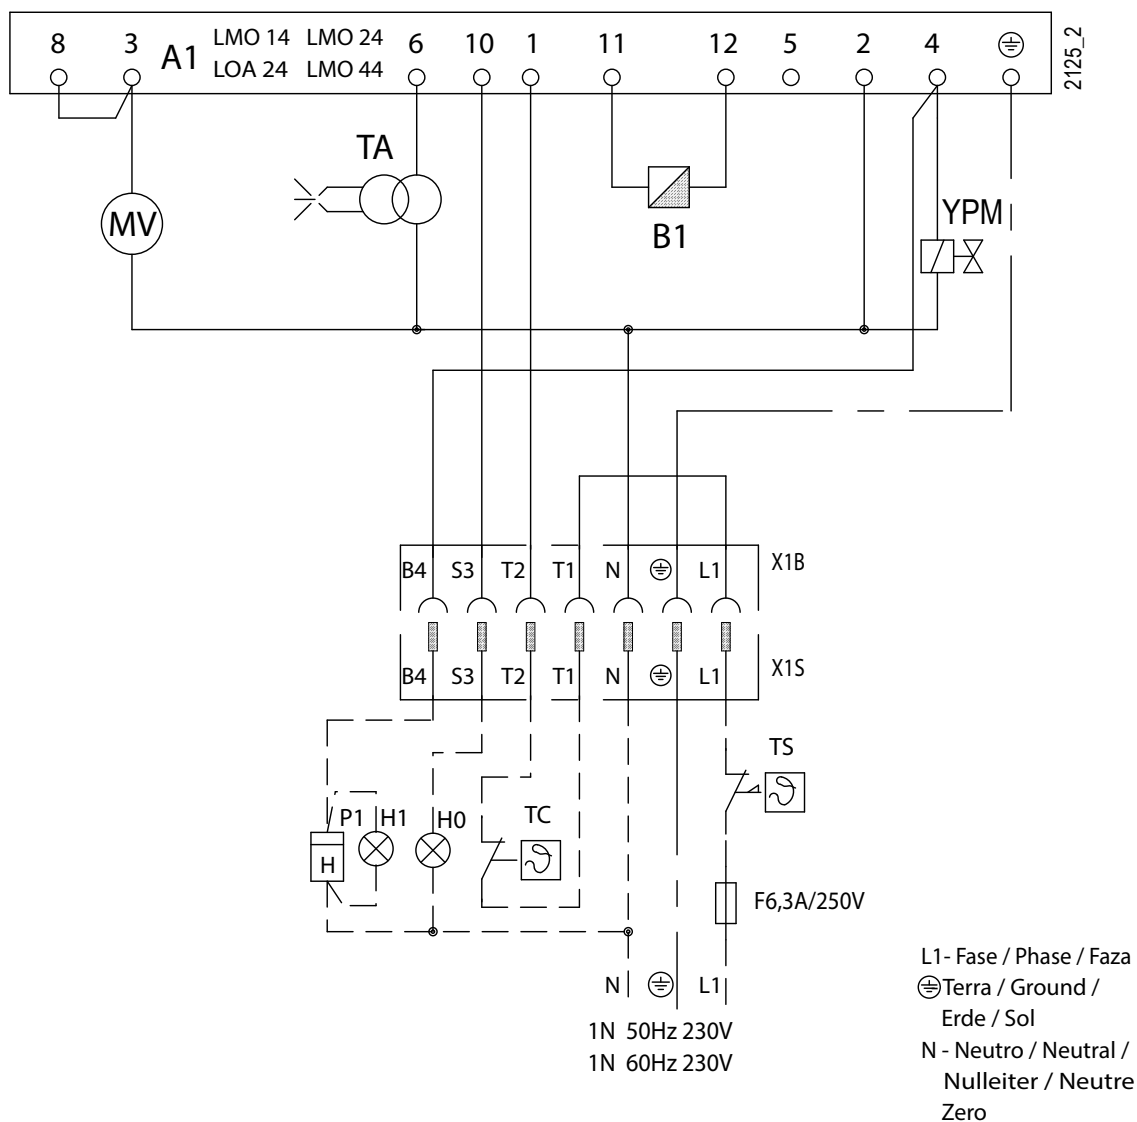 8 3 A1 LMO 14 LMO 24 6 10 1 11 12 5 2 4
LOA 24 LMO 44
2125_2
TA
MV
B1
YPM
B4 S3 T2 T1 N L1 X1B
B4 S3 T2 T1 N L1 X1S
TS
P1 H1 H0 TC
H
F6,3A/250V
N L1
1N 50Hz 230V
1N 60Hz 230V
L1- Fase / Phase / Faza
Terra / Ground /
Erde / Sol
N - Neutro / Neutral /
Nulleiter / Neutre
Zero